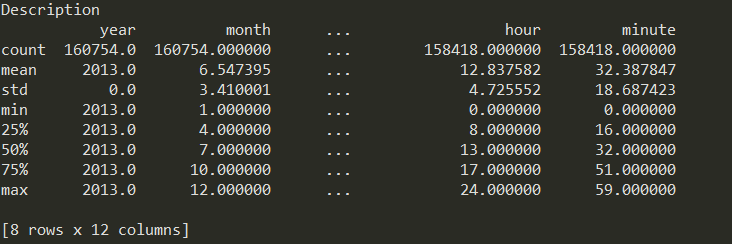 Description
year month ... hour minute
count 160754.0 160754.000000 ... 158418.000000 158418.000000
mean 2013.0 6.547395 ... 12.837582 32.387847
std 0.0 3.410001 ... 4.725552 18.687423
min 2013.0 1.000000 ... 0.000000 0.000000
25% 2013.0 4.000000 ... 8.000000 16.000000
50% 2013.0 7.000000 ... 13.000000 32.000000
75% 2013.0 10.000000 ... 17.000000 51.000000
max 2013.0 12.000000 ... 24.000000 59.000000
[8 rows x 12 columns]